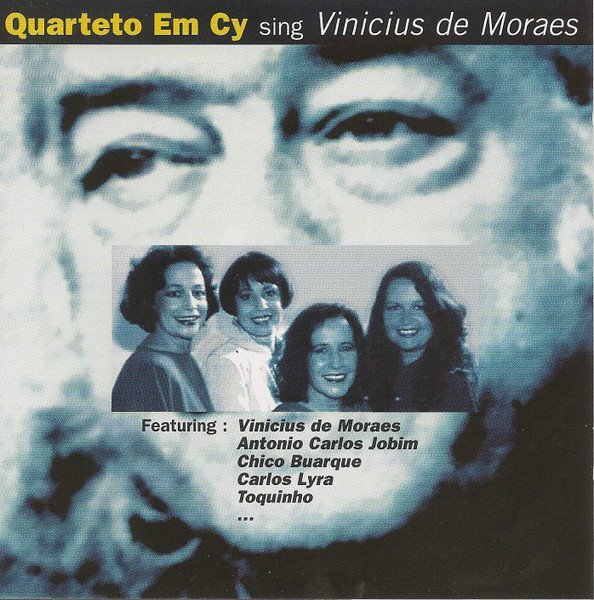 Quarteto Em Cy sing Vinicius de Moraes
Featuring : Vinicius de Moraes
Antonio Carlos Jobim
Chico Buarque
Carlos Lyra
Toquinho
...